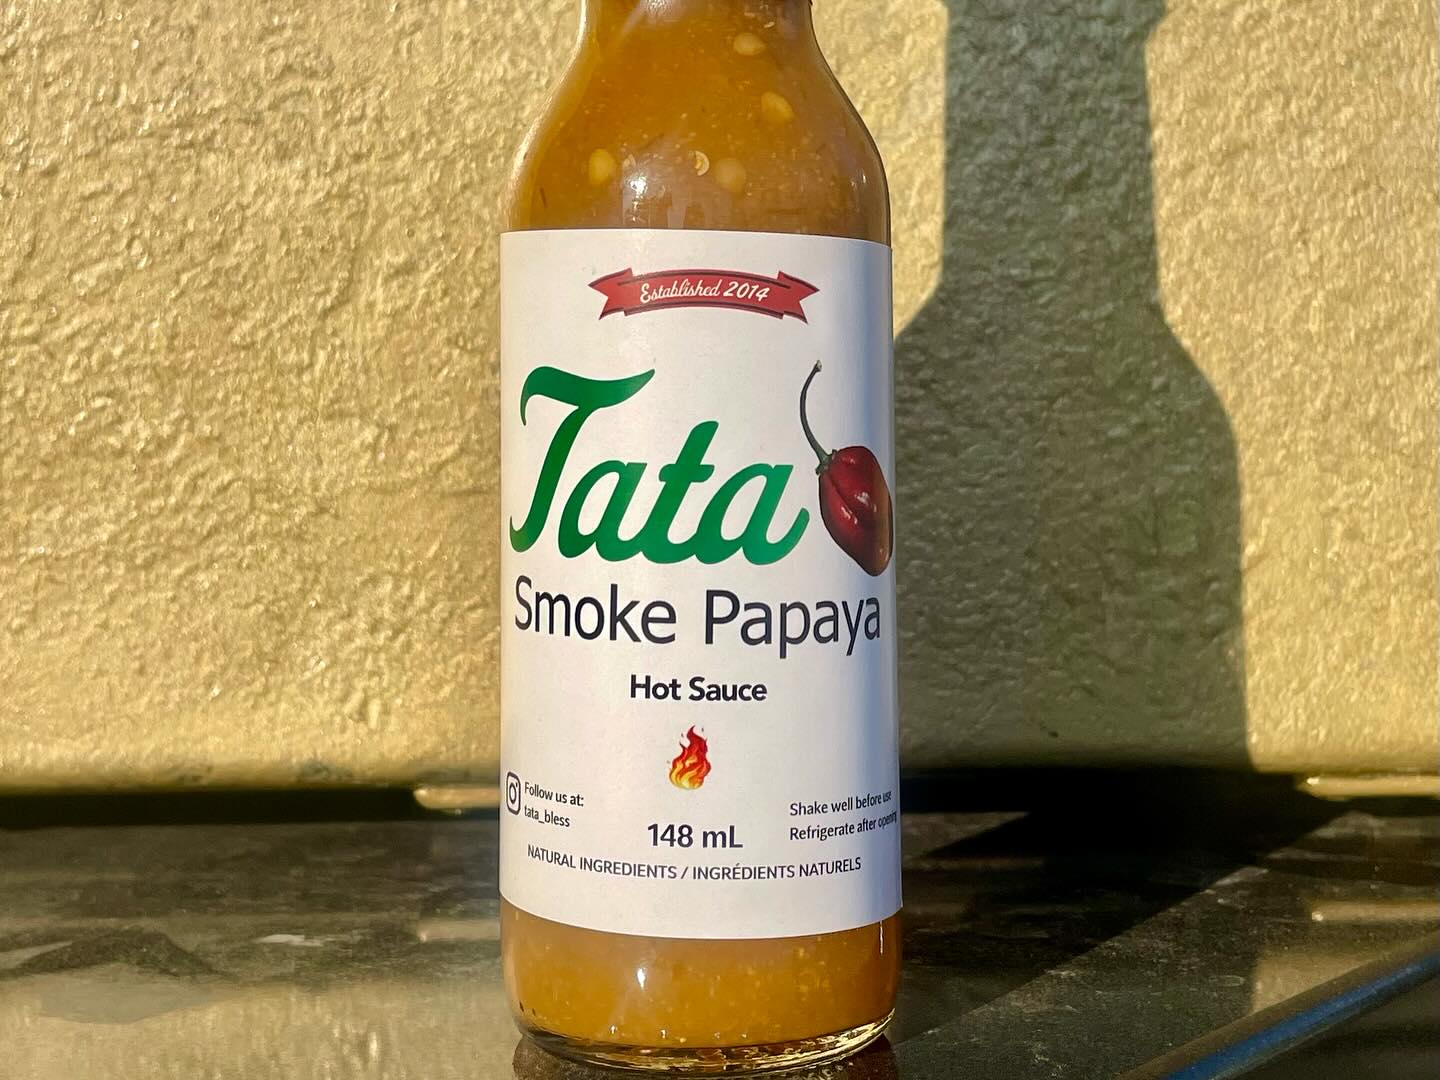 Established 2014
Tata
Smoke Papaya
Hot Sauce
Follow us at:
tata_bless
148 mL
Shake well before use
Refrigerate after opening
NATURAL INGREDIENTS / INGRÉDIENTS NATURELS